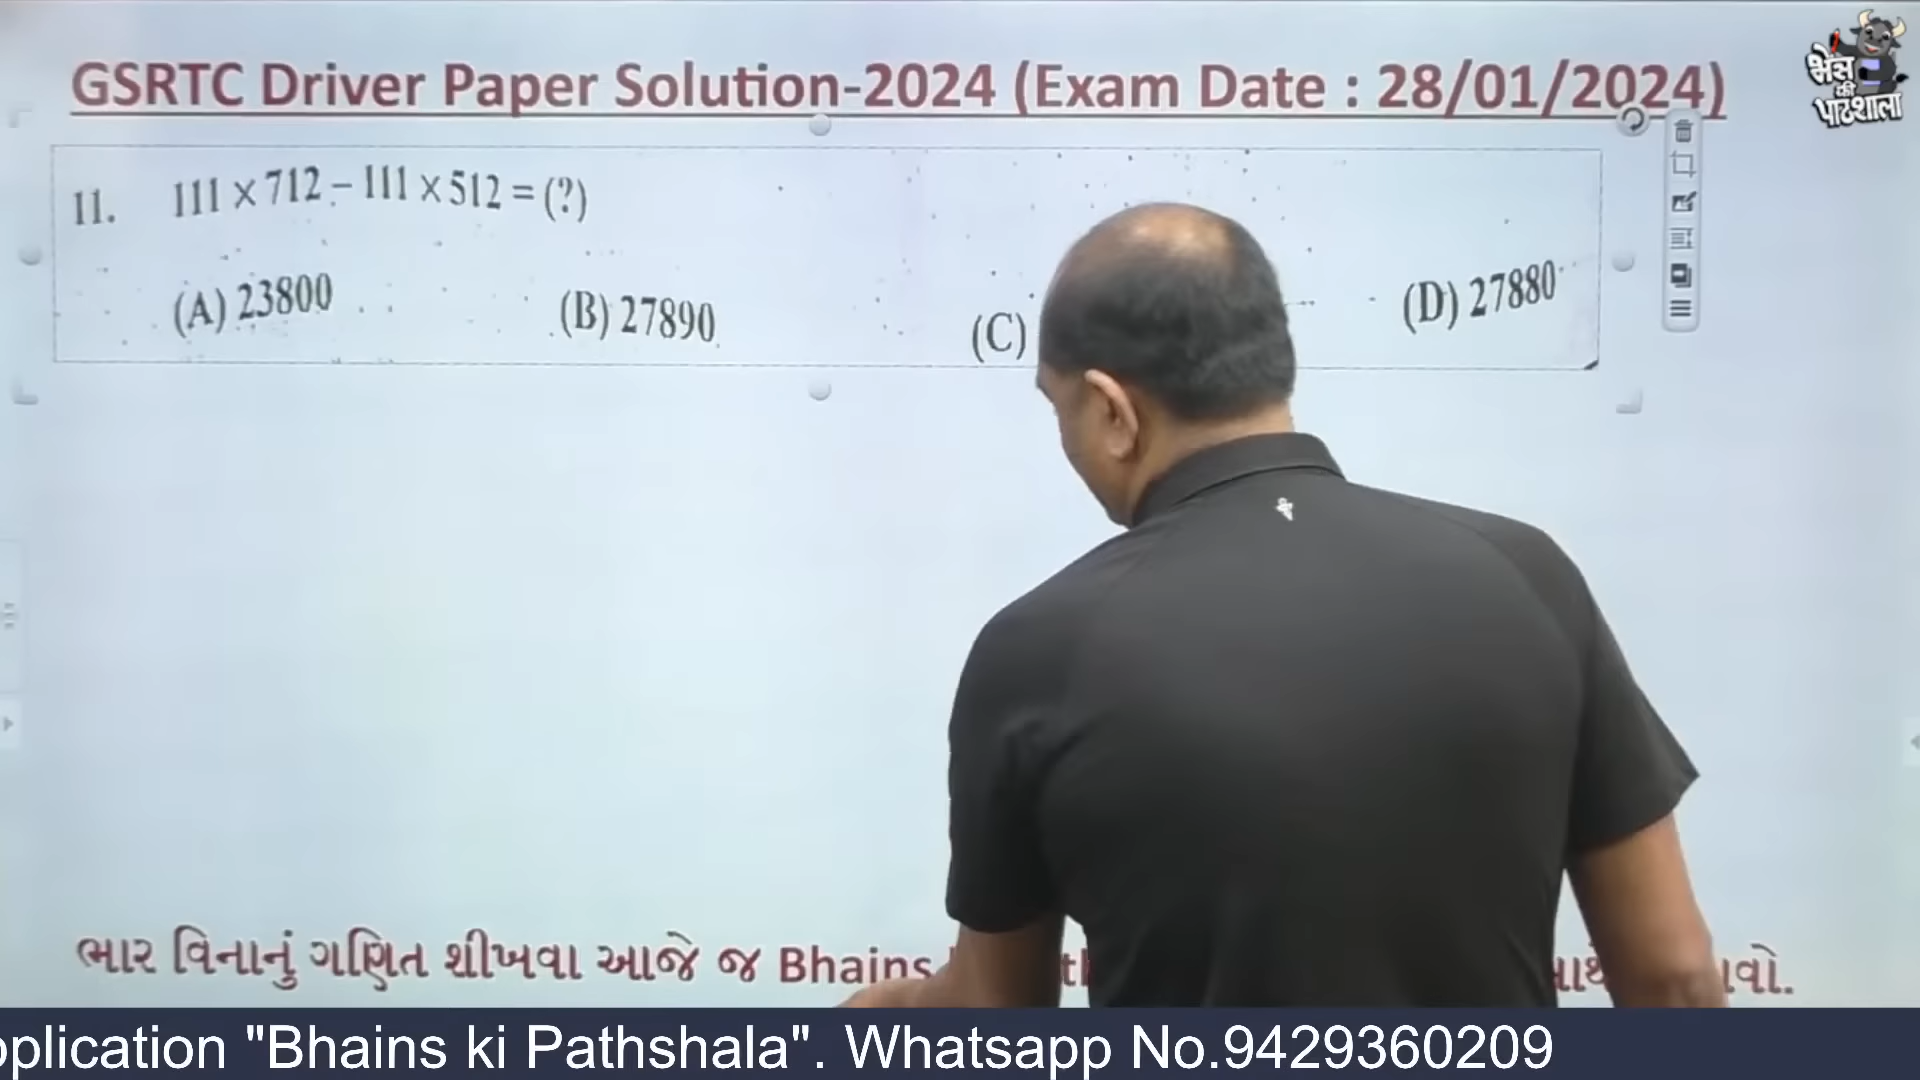 GSRTC Driver Paper Solution-2024 (Exam Date : 28/01/2024)
भैंस
की
पाठशाला
11. 111 × 712 – 111 × 512 = (?)
(A) 23800 (B) 27890 (C) (D) 27880
ભાર વિનાનું ગણિત શીખવા આજે જ Bhains
pplication "Bhains ki Pathshala". Whatsapp No.9429360209